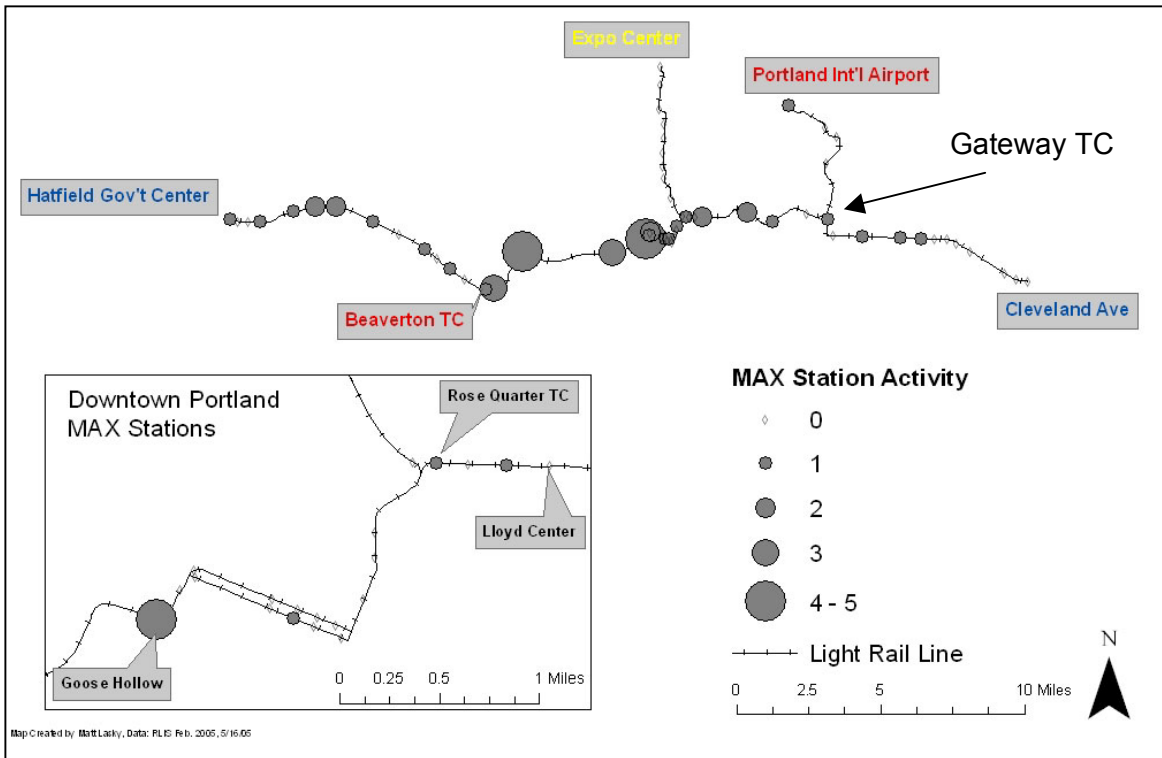 Expo Center
Portland Int'l Airport
Gateway TC
Hatfield Gov't Center
Beaverton TC
Cleveland Ave
Downtown Portland
MAX Stations
Rose Quarter TC
Lloyd Center
Goose Hollow
0 0.25 0.5 1 Miles
MAX Station Activity
0
1
2
3
4 - 5
Light Rail Line
0 2.5 5 10 Miles
N
Map Created by Matt Lasky, Data: RLIS Feb. 2005, 5/16/05